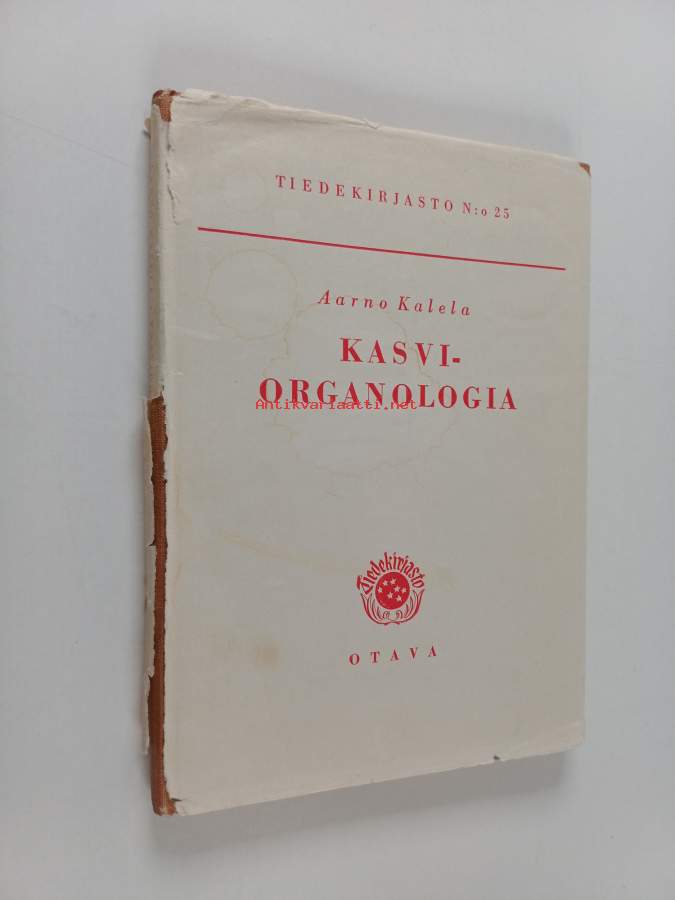 TIEDEKIRJASTO N:o 25
Aarno Kalela
KASVI-
ORGANOLOGIA
Antikvariaatti.net
Tiedekirjasto
OTAVA